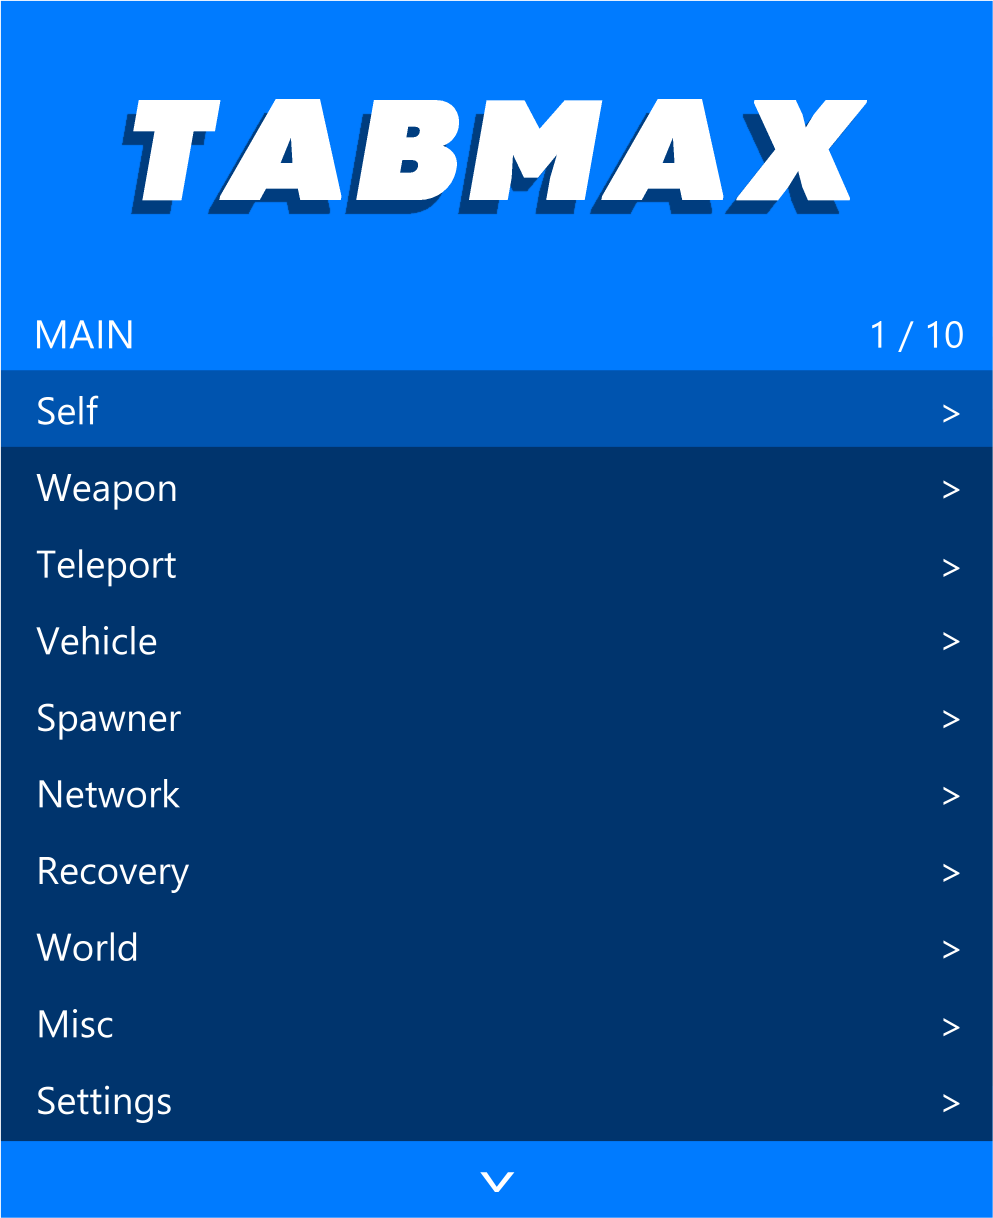 TABMAX
MAIN 1 / 10
Self >
Weapon >
Teleport >
Vehicle >
Spawner >
Network >
Recovery >
World >
Misc >
Settings >